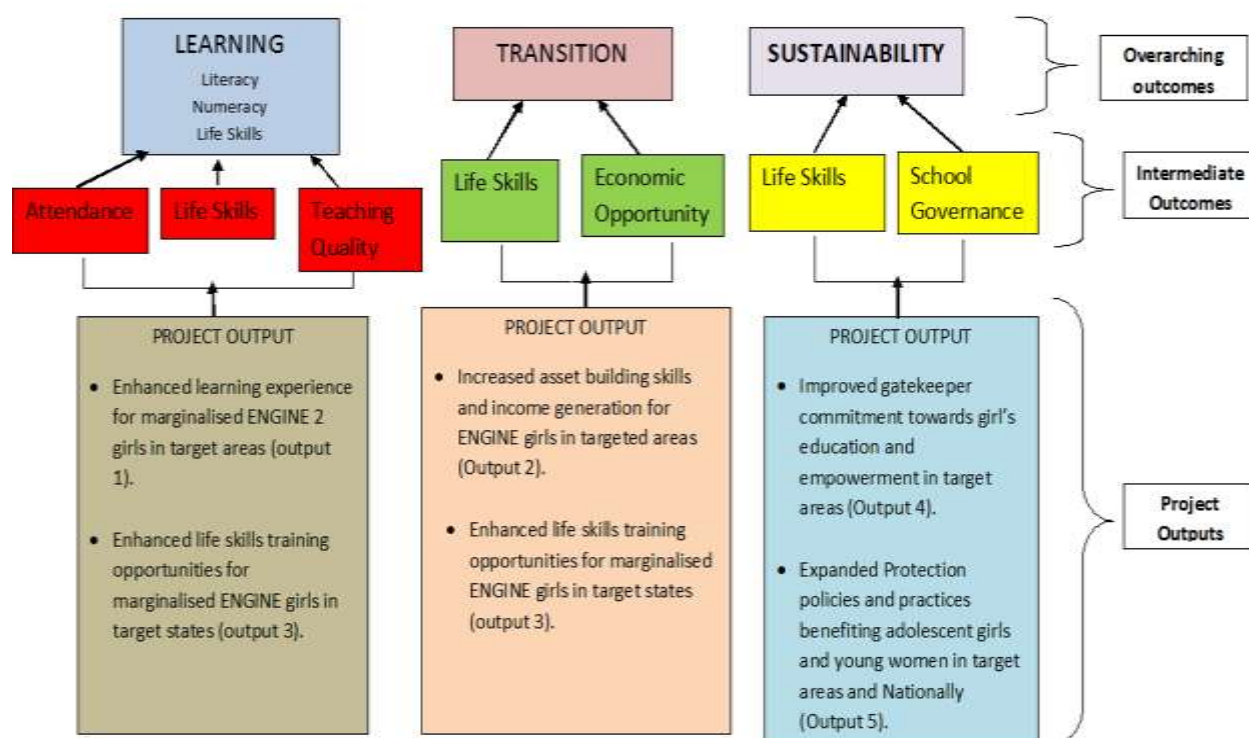 LEARNING
Literacy
Numeracy
Life Skills
TRANSITION
SUSTAINABILITY
Overarching
outcomes
Attendance
Life Skills
Teaching
Quality
Life Skills
Economic
Opportunity
Life Skills
School
Governance
Intermediate
Outcomes
PROJECT OUTPUT
• Enhanced learning experience
for marginalised ENGINE 2
girls in target areas (output
1).
• Enhanced life skills training
opportunities for
marginalised ENGINE girls in
target states (output 3).
PROJECT OUTPUT
• Increased asset building skills
and income generation for
ENGINE girls in targeted areas
(Output 2).
• Enhanced life skills training
opportunities for marginalised
ENGINE girls in target states
(output 3).
PROJECT OUTPUT
• Improved gatekeeper
commitment towards girl's
education and
empowerment in target
areas (Output 4).
• Expanded Protection
policies and practices
benefiting adolescent girls
and young women in target
areas and Nationally
(Output 5).
Project
Outputs